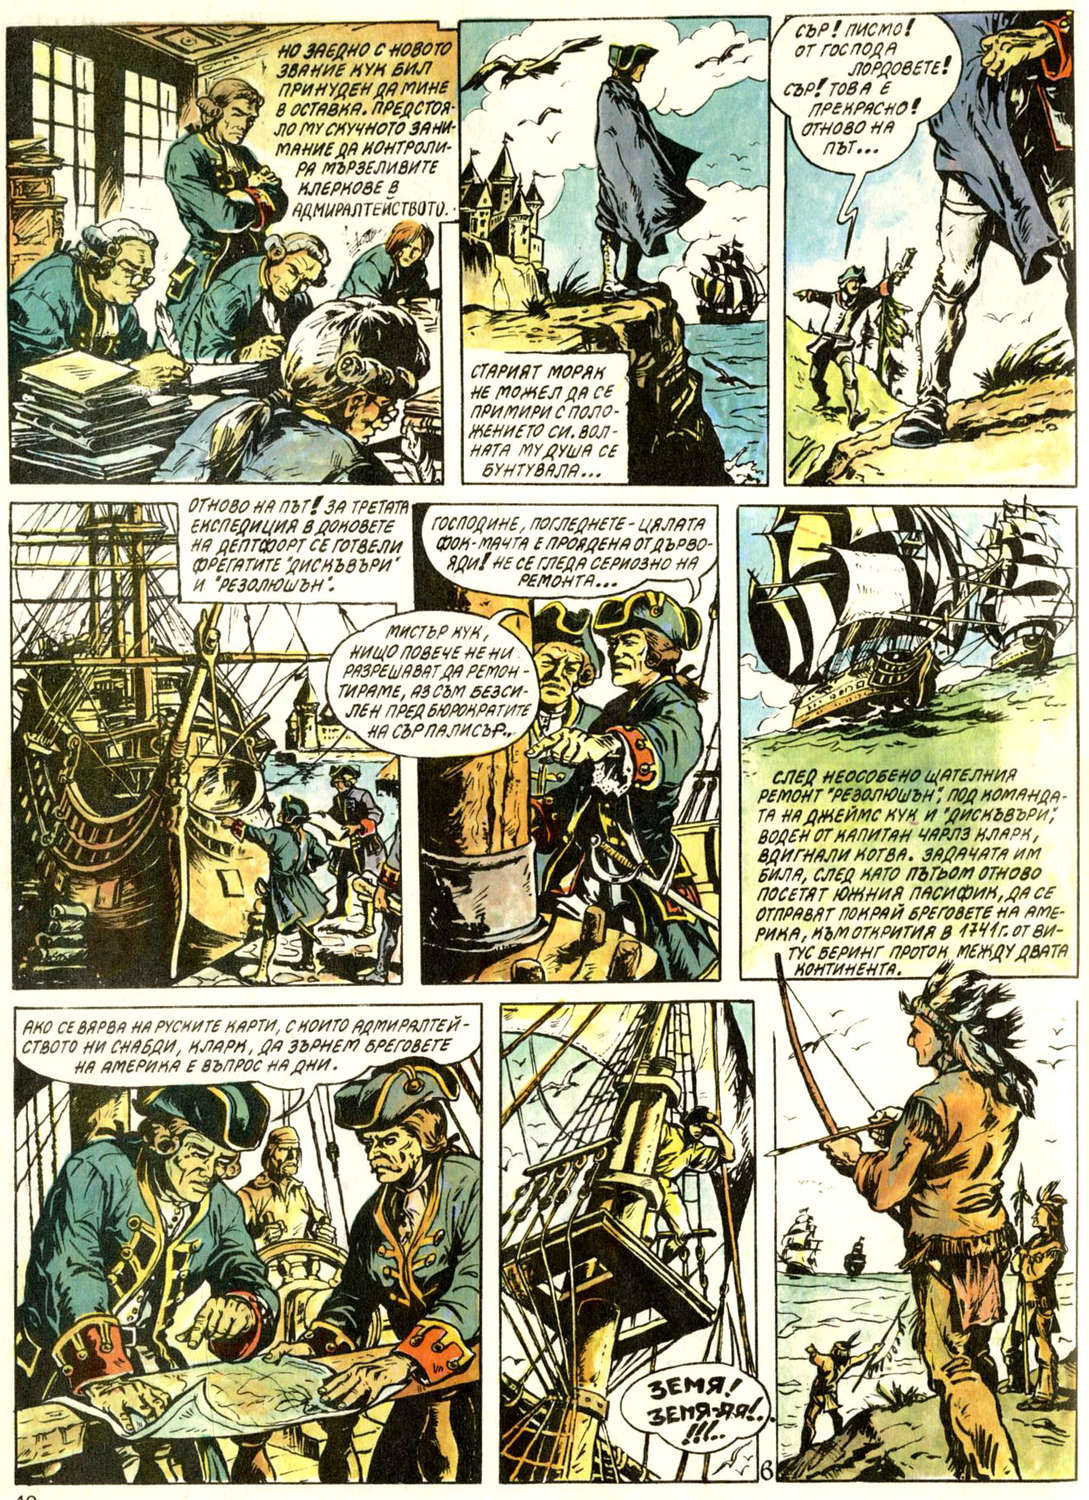 НО ЗАЕДНО С НОВОТО
ЗВАНИЕ КУК БИЛ
ПРИНУДЕН ДА МИНЕ
В ОСТАВКА. ПРЕДСТОЯ-
ЛО МУ СКУЧНОТО ЗАНИ-
МАНИЕ ДА КОНТРОЛИ-
РА МЪРЗЕЛИВИТЕ
КЛЕРКОВЕ В
АДМИРАЛТЕЙСТВОТО.
СТАРИЯТ МОРЯК
НЕ МОЖЕЛ ДА СЕ
ПРИМИРИ С ПОЛО-
ЖЕНИЕТО СИ. ВОЛ-
НАТА МУ ДУША СЕ
БУНТУВАЛА...
СЪР! ПИСМО!
ОТ ГОСПОДА
ЛОРДОВЕТЕ!
СЪР! ТОВА Е
ПРЕКРАСНО!
ОТНОВО НА
ПЪТ...
ОТНОВО НА ПЪТ! ЗА ТРЕТАТА
ЕКСПЕДИЦИЯ В ДОКОВЕТЕ
НА ДЕПТФОРТ СЕ ГОТВЕЛИ
ФРЕГАТИТЕ "ДИСКЪВЪРИ"
И "РЕЗОЛЮШЪН".
ГОСПОДИНЕ, ПОГЛЕДНЕТЕ - ЦЯЛАТА
ФОК-МАЧТА Е ПРОЯДЕНА ОТ ДЪРВО-
ЯДИ! НЕ СЕ ГЛЕДА СЕРИОЗНО НА
РЕМОНТА...
МИСТЪР КУК,
НИЩО ПОВЕЧЕ НЕ НИ
РАЗРЕШАВАТ ДА РЕМОН-
ТИРАМЕ, АЗ СЪМ БЕЗСИ-
ЛЕН ПРЕД БЮРОКРАТИТЕ
НА СЪР ПАЛИСЪР..
СЛЕД НЕОСОБЕНО ЩАТЕЛНИЯ
РЕМОНТ "РЕЗОЛЮШЪН", ПОД КОМАНДА-
ТА НА ДЖЕЙМС КУК И "ДИСКЪВЪРИ",
ВОДЕН ОТ КАПИТАН ЧАРЛЗ КЛАРК,
ВДИГНАЛИ КОТВА. ЗАДАЧАТА ИМ
БИЛА, СЛЕД КАТО ПЪТЬОМ ОТНОВО
ПОСЕТЯТ ЮЖНИЯ ПАСИФИК, ДА СЕ
ОТПРАВЯТ ПОКРАЙ БРЕГОВЕТЕ НА АМЕ-
РИКА, КЪМ ОТКРИТИЯ В 1741 г. ОТ ВИ-
ТУС БЕРИНГ ПРОТОК МЕЖДУ ДВАТА
КОНТИНЕНТА.
АКО СЕ ВЯРВА НА РУСКИТЕ КАРТИ, С КОИТО АДМИРАЛТЕЙ-
СТВОТО НИ СНАБДИ, КЛАРК, ДА ЗЪРНЕМ БРЕГОВЕТЕ
НА АМЕРИКА Е ВЪПРОС НА ДНИ.
ЗЕМЯ!
ЗЕМЯ-ЯЯ!..
!!!..
6